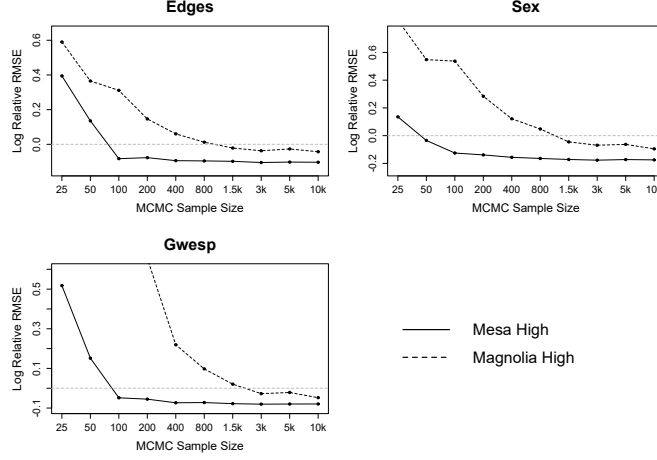 Edges
Log Relative RMSE
0.6
0.4
0.2
0.0
25 50 100 200 400 800 1.5k 3k 5k 10k
MCMC Sample Size
Sex
Log Relative RMSE
0.6
0.4
0.2
0.0
-0.2
25 50 100 200 400 800 1.5k 3k 5k 10k
MCMC Sample Size
Gwesp
Log Relative RMSE
0.5
0.3
0.1
-0.1
25 50 100 200 400 800 1.5k 3k 5k 10k
MCMC Sample Size
Mesa High
Magnolia High